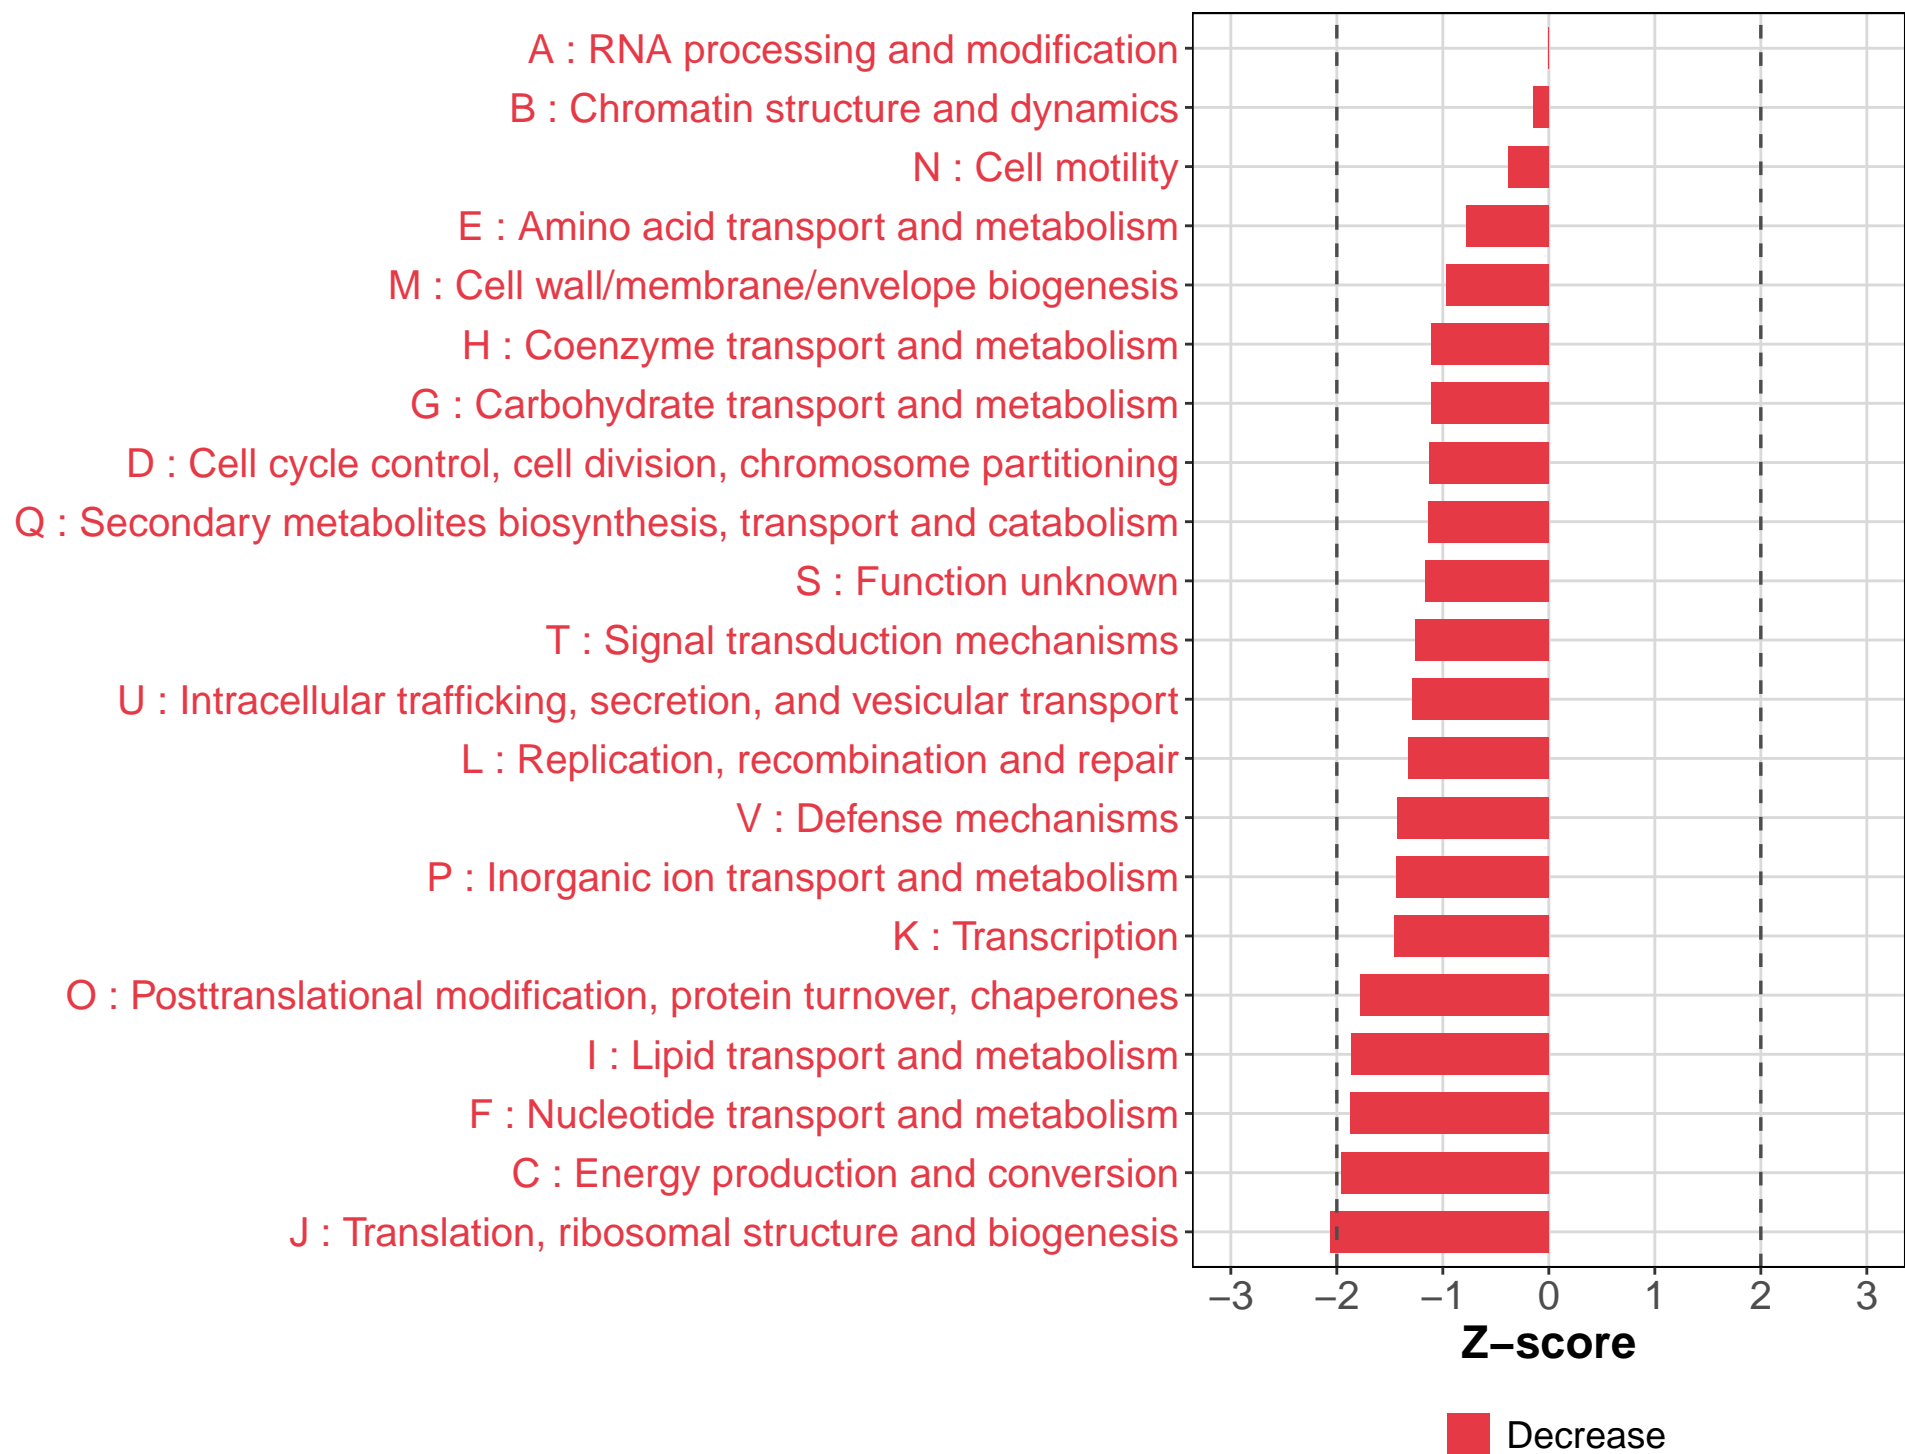 A : RNA processing and modification
B : Chromatin structure and dynamics
N : Cell motility
E : Amino acid transport and metabolism
M : Cell wall/membrane/envelope biogenesis
H : Coenzyme transport and metabolism
G : Carbohydrate transport and metabolism
D : Cell cycle control, cell division, chromosome partitioning
Q : Secondary metabolites biosynthesis, transport and catabolism
S : Function unknown
T : Signal transduction mechanisms
U : Intracellular trafficking, secretion, and vesicular transport
L : Replication, recombination and repair
V : Defense mechanisms
P : Inorganic ion transport and metabolism
K : Transcription
O : Posttranslational modification, protein turnover, chaperones
I : Lipid transport and metabolism
F : Nucleotide transport and metabolism
C : Energy production and conversion
J : Translation, ribosomal structure and biogenesis
−3 −2 −1 0 1 2 3
Z−score
Decrease